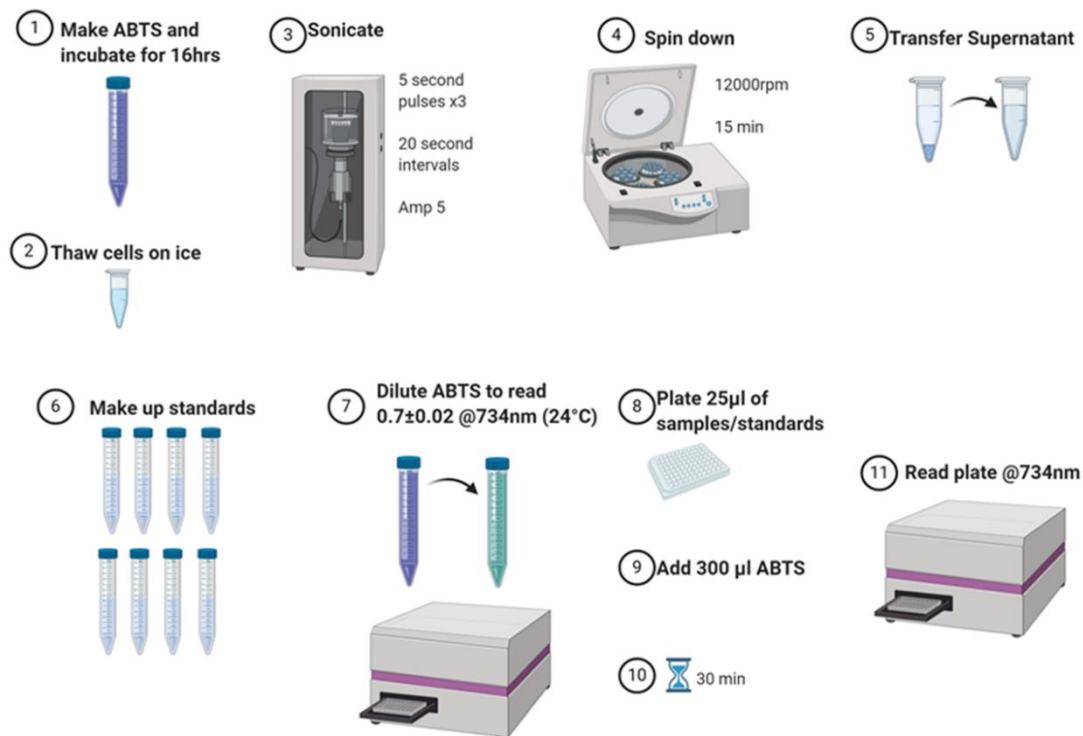 1 Make ABTS and
incubate for 16hrs
2 Thaw cells on ice
3 Sonicate
5 second
pulses x3
20 second
intervals
Amp 5
4 Spin down
12000rpm
15 min
5 Transfer Supernatant
6 Make up standards
7 Dilute ABTS to read
0.7±0.02 @734nm (24°C)
8 Plate 25µl of
samples/standards
9 Add 300 µl ABTS
10 30 min
11 Read plate @734nm